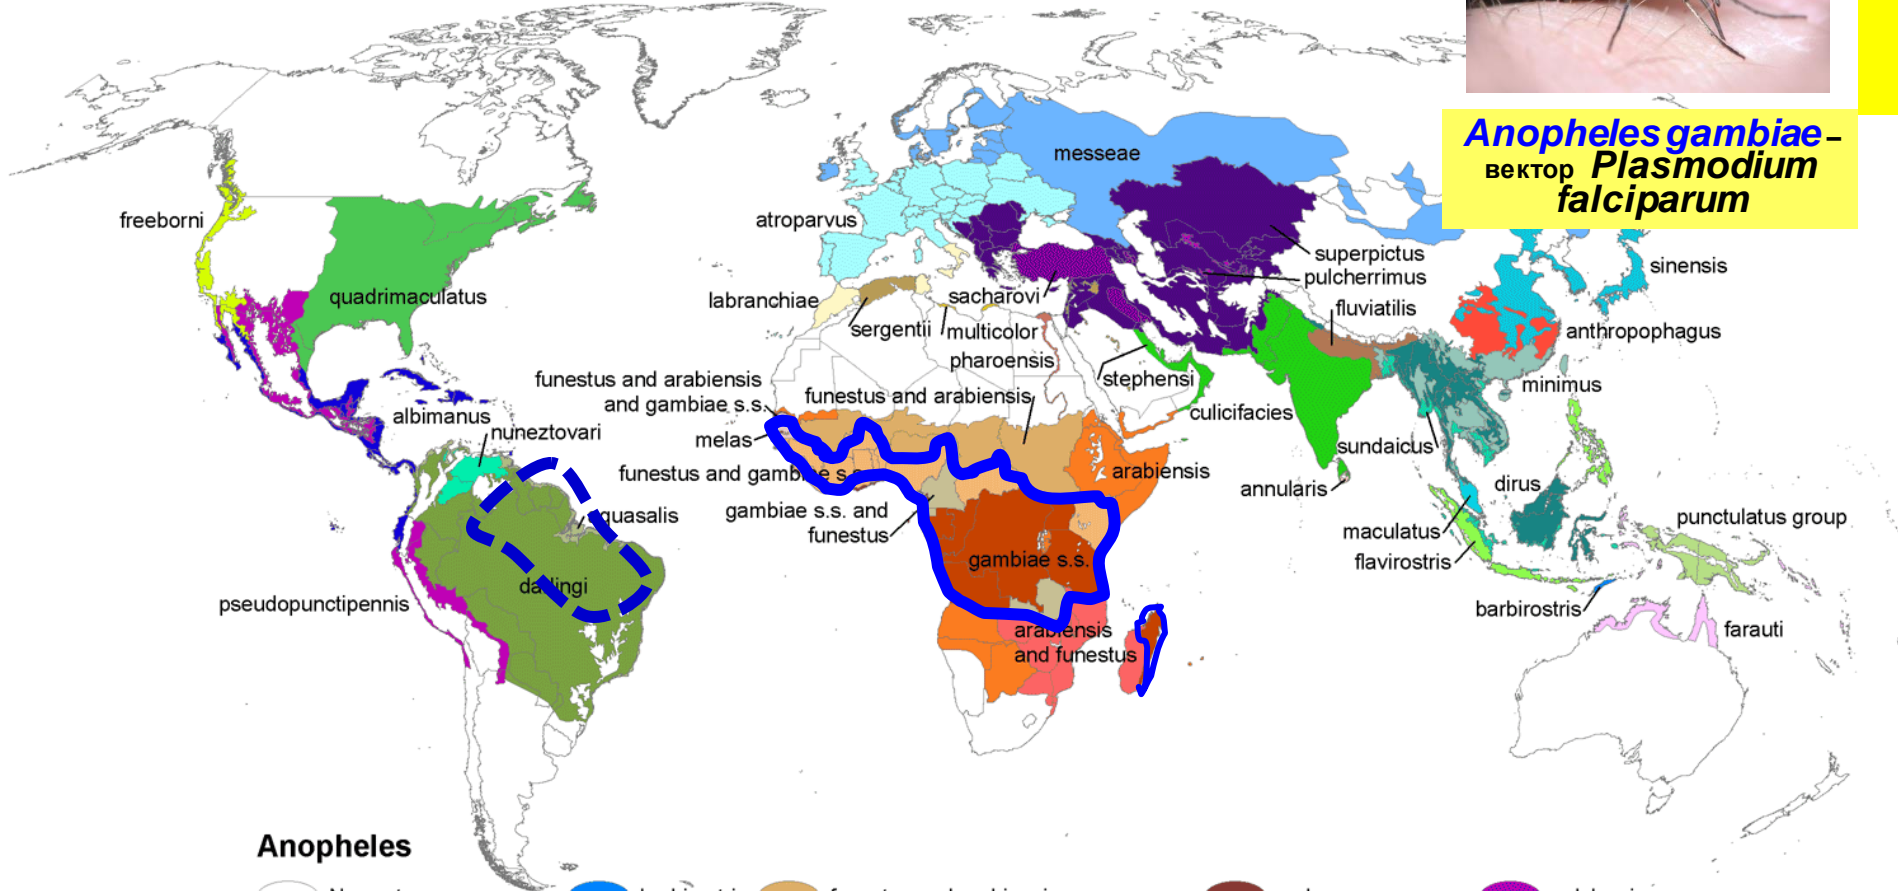 Anopheles gambiae –
вектор Plasmodium
falciparum
messeae
freeborni
atroparvus
superpictus
pulcherrimus
sinensis
quadrimaculatus
labranchiae
sacharovi
fluviatilis
sergentii
multicolor
anthropophagus
pharoensis
stephensi
minimus
funestus and arabiensis
and gambiae s.s.
funestus and arabiensis
albimanus
culicifacies
nuneztovari
melas
sundaicus
funestus and gambiae s.s.
arabiensis
annularis
dirus
gambiae s.s. and
funestus
aquasalis
maculatus
punctulatus group
flavirostris
gambiae s.s.
darlingi
pseudopunctipennis
barbirostris
arabiensis
and funestus
farauti
Anopheles